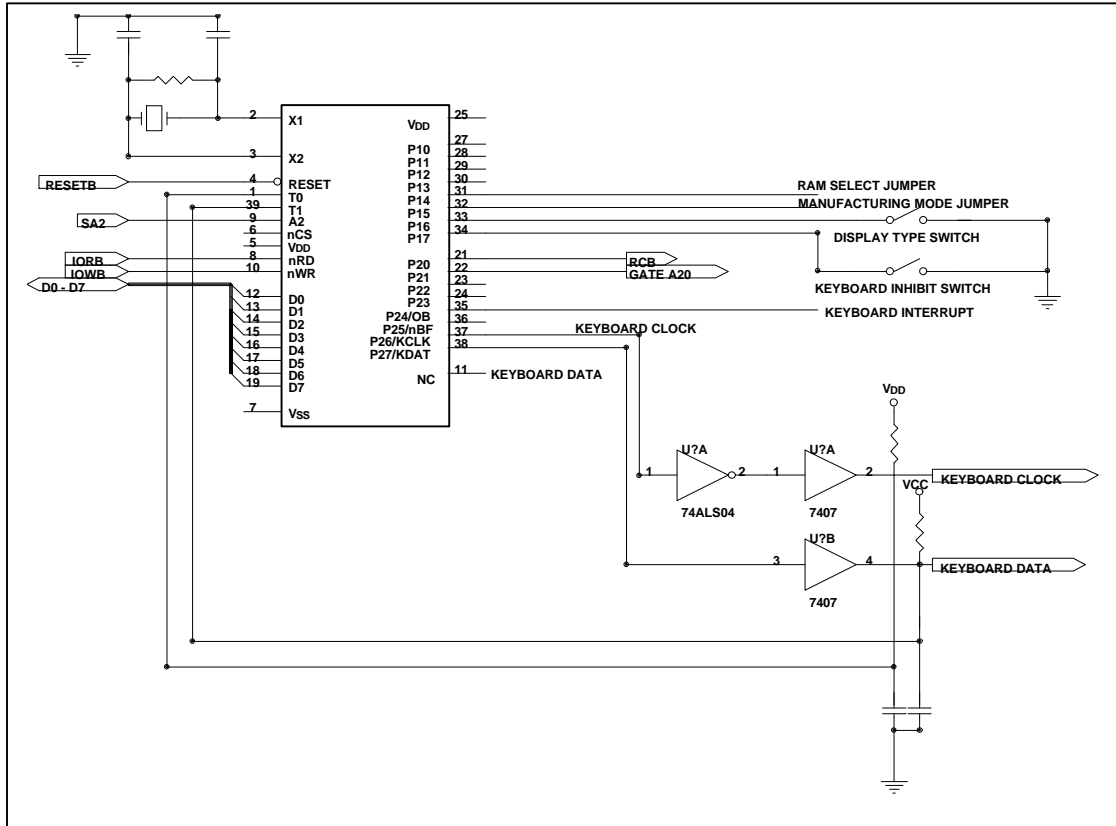 2 X1
3 X2
RESETB 4 RESET
1 T0
39 T1
SA2 9 A2
6 nCS
5 VDD
IORB 8 nRD
IOWB 10 nWR
D0 - D7
12 D0
13 D1
14 D2
15 D3
16 D4
17 D5
18 D6
19 D7
7 VSS
VDD 25
27
P10 28
P11 29
P12 30
P13 31 RAM SELECT JUMPER
P14 32 MANUFACTURING MODE JUMPER
P15 33
P16 34 DISPLAY TYPE SWITCH
P17
P20 21 RCB
P21 22 GATE A20
P22 23
P23 24
KEYBOARD INHIBIT SWITCH
P24/OB 35 KEYBOARD INTERRUPT
P25/nBF 36
P26/KCLK 37 KEYBOARD CLOCK
P27/KDAT 38
NC 11 KEYBOARD DATA
VDD
U?A
1 2
74ALS04
U?A
1 2
7407
KEYBOARD CLOCK
VCC
U?B
3 4
7407
KEYBOARD DATA